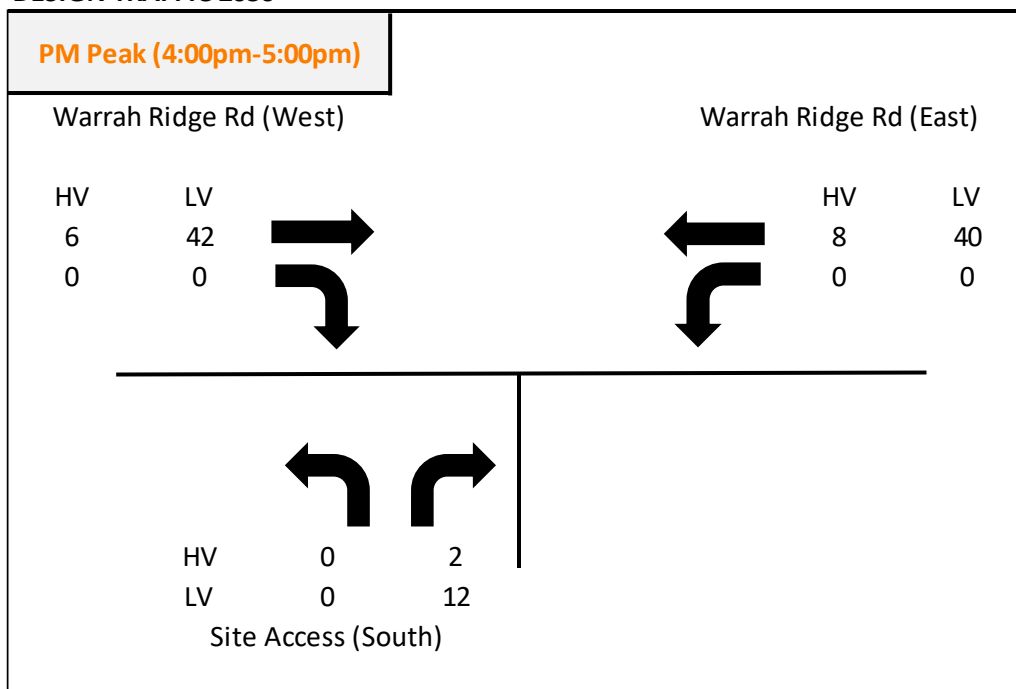 PM Peak (4:00pm-5:00pm)
Warrah Ridge Rd (West) Warrah Ridge Rd (East)
HV LV HV LV
6 42 8 40
0 0 0 0
HV 0 2
LV 0 12
Site Access (South)